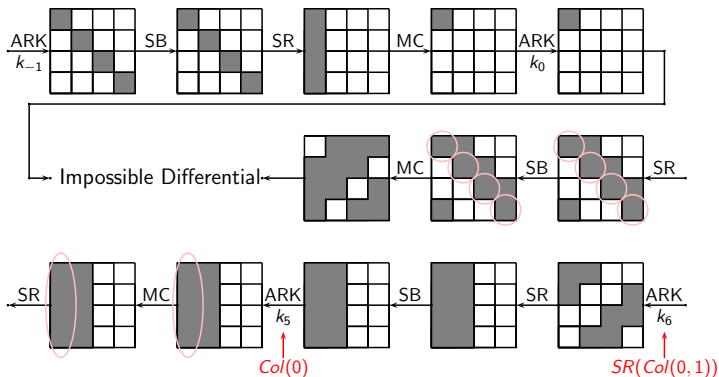 ARK SB SR MC ARK
k₋₁ k₀
Impossible Differential MC SB SR
SR MC ARK SB SR ARK
k₅ k₆
Col(0) SR(Col(0, 1))